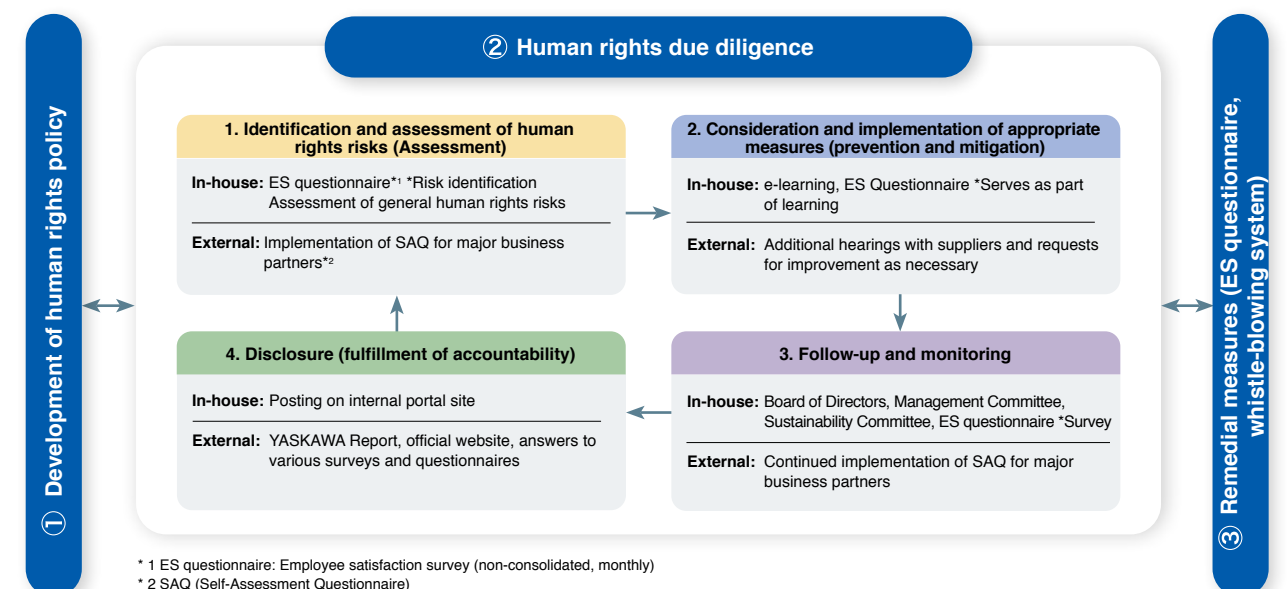 ① Development of human rights policy
② Human rights due diligence
1. Identification and assessment of human
rights risks (Assessment)
In-house: ES questionnaire*1 *Risk identification
Assessment of general human rights risks
External: Implementation of SAQ for major business
partners*2
2. Consideration and implementation of appropriate
measures (prevention and mitigation)
In-house: e-learning, ES Questionnaire *Serves as part
of learning
External: Additional hearings with suppliers and requests
for improvement as necessary
3. Follow-up and monitoring
In-house: Board of Directors, Management Committee,
Sustainability Committee, ES questionnaire *Survey
External: Continued implementation of SAQ for major
business partners
4. Disclosure (fulfillment of accountability)
In-house: Posting on internal portal site
External: YASKAWA Report, official website, answers to
various surveys and questionnaires
③ Remedial measures (ES questionnaire,
whistle-blowing system)
* 1 ES questionnaire: Employee satisfaction survey (non-consolidated, monthly)
* 2 SAQ (Self-Assessment Questionnaire)